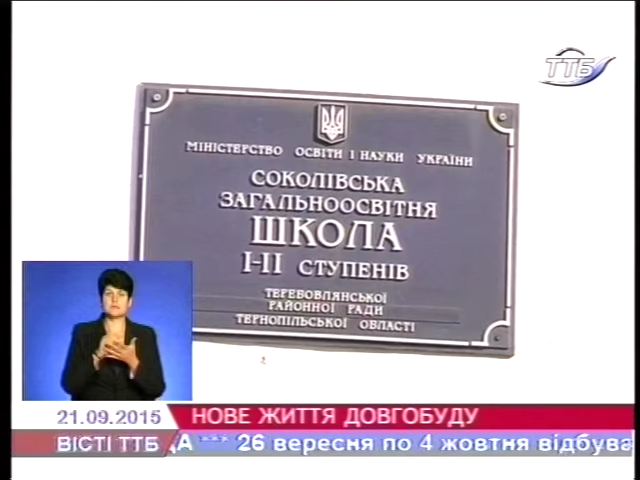 ТТБ
МІНІСТЕРСТВО ОСВІТИ І НАУКИ УКРАЇНИ
СОКОЛІВСЬКА
ЗАГАЛЬНООСВІТНЯ
ШКОЛА
І-ІІ СТУПЕНІВ
ТЕРЕБОВЛЯНСЬКОЇ
РАЙОННОЇ РАДИ
ТЕРНОПІЛЬСЬКОЇ ОБЛАСТІ
21.09.2015 НОВЕ ЖИТТЯ ДОВГОБУДУ
ВІСТІ ТТБ ДА *** 26 вересня по 4 жовтня відбува